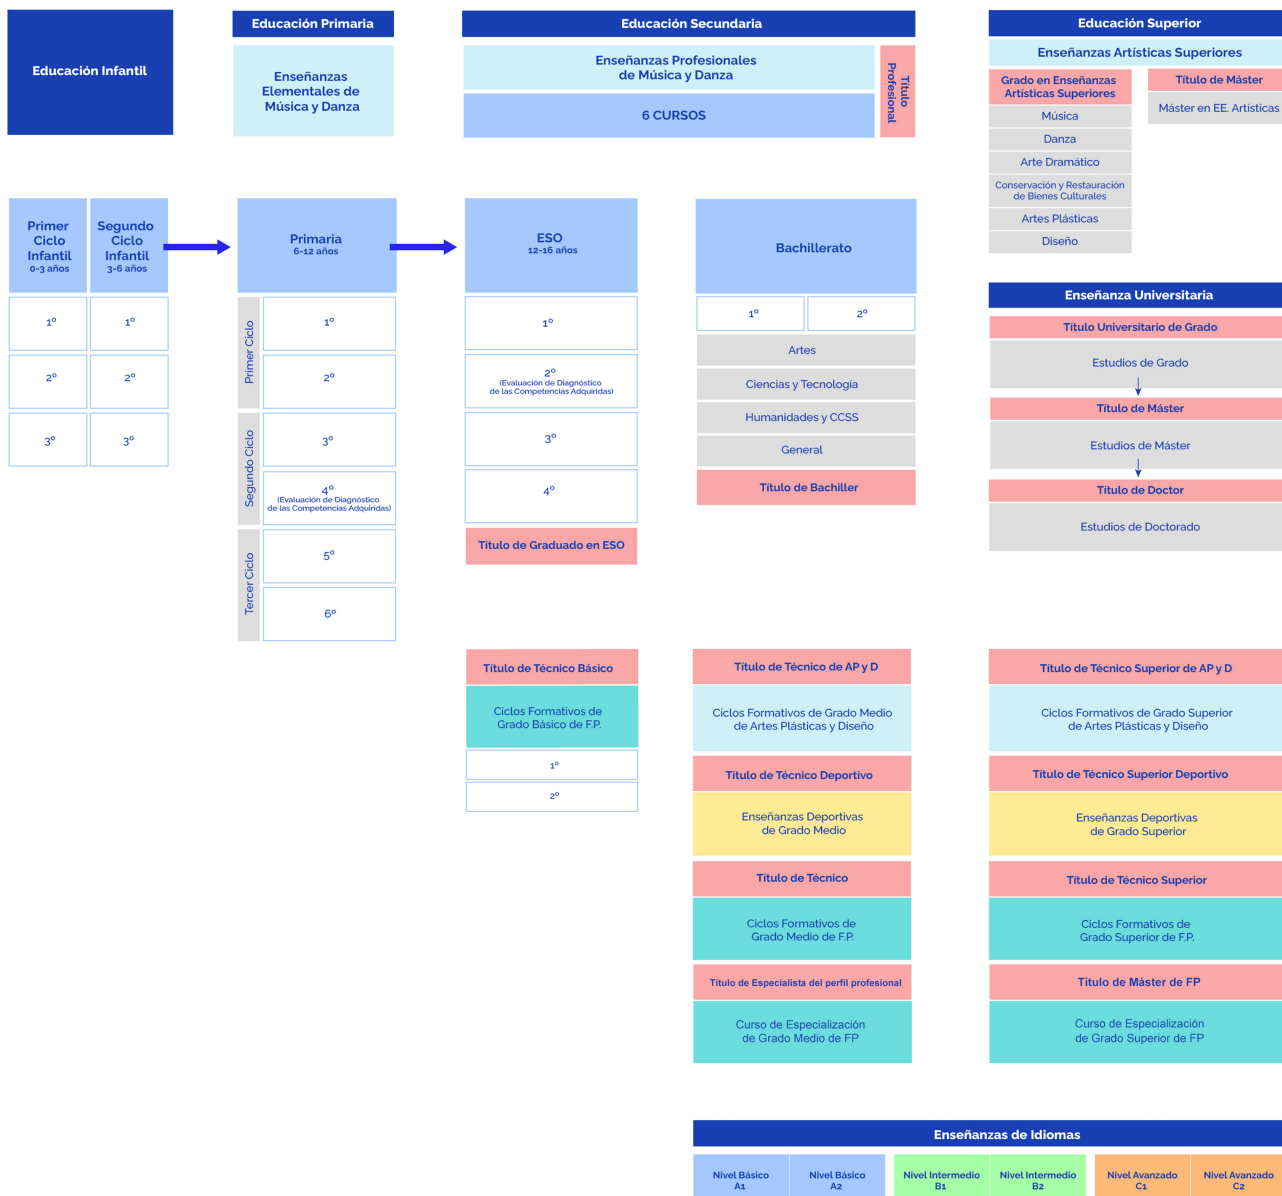 Educación Infantil
Educación Primaria
Enseñanzas
Elementales de
Música y Danza
Educación Secundaria
Enseñanzas Profesionales
de Música y Danza
6 CURSOS
Título
Profesional
Educación Superior
Enseñanzas Artísticas Superiores
Grado en Enseñanzas
Artísticas Superiores
Música
Danza
Arte Dramático
Conservación y Restauración
de Bienes Culturales
Artes Plásticas
Diseño
Título de Máster
Máster en EE. Artísticas
Primer
Ciclo
Infantil
0-3 años
1º
2º
3º
Segundo
Ciclo
Infantil
3-6 años
1º
2º
3º
Primaria
6-12 años
Primer Ciclo
1º
2º
Segundo Ciclo
3º
4º
(Evaluación de Diagnóstico
de las Competencias Adquiridas)
Tercer Ciclo
5º
6º
ESO
12-16 años
1º
2º
(Evaluación de Diagnóstico
de las Competencias Adquiridas)
3º
4º
Título de Graduado en ESO
Bachillerato
1º
2º
Artes
Ciencias y Tecnología
Humanidades y CCSS
General
Título de Bachiller
Enseñanza Universitaria
Título Universitario de Grado
Estudios de Grado
Título de Máster
Estudios de Máster
Título de Doctor
Estudios de Doctorado
Título de Técnico Básico
Ciclos Formativos de
Grado Básico de F.P.
1º
2º
Título de Técnico de AP y D
Ciclos Formativos de Grado Medio
de Artes Plásticas y Diseño
Título de Técnico Deportivo
Enseñanzas Deportivas
de Grado Medio
Título de Técnico
Ciclos Formativos de
Grado Medio de F.P.
Título de Especialista del perfil profesional
Curso de Especialización
de Grado Medio de FP
Título de Técnico Superior de AP y D
Ciclos Formativos de Grado Superior
de Artes Plásticas y Diseño
Título de Técnico Superior Deportivo
Enseñanzas Deportivas
de Grado Superior
Título de Técnico Superior
Ciclos Formativos de
Grado Superior de F.P.
Título de Máster de FP
Curso de Especialización
de Grado Superior de FP
Enseñanzas de Idiomas
Nivel Básico
A1
Nivel Básico
A2
Nivel Intermedio
B1
Nivel Intermedio
B2
Nivel Avanzado
C1
Nivel Avanzado
C2